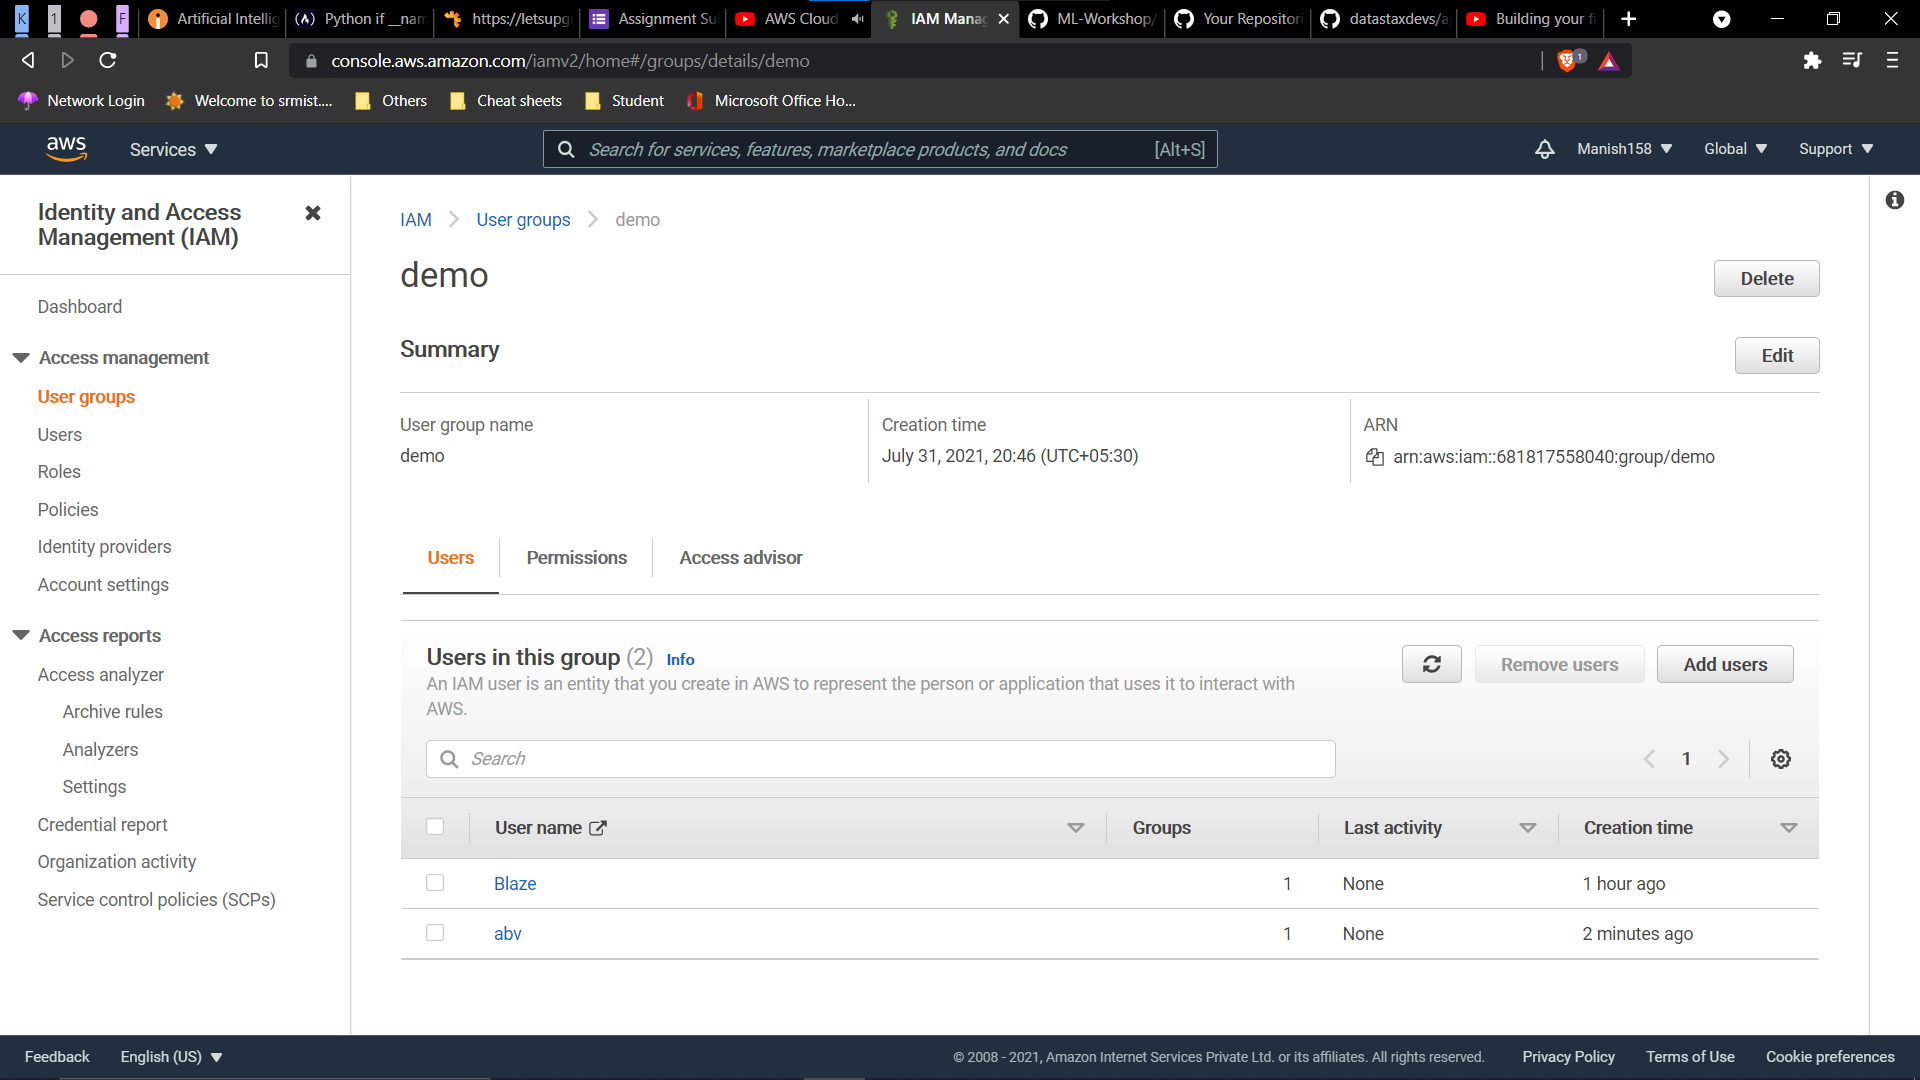 K
1
F
Artificial Intellig
Python if __nam
https://letsupg
Assignment Su
AWS Cloud
IAM Manag
ML-Workshop/
Your Repositori
datastaxdevs/a
Building your fi
console.aws.amazon.com/iamv2/home#/groups/details/demo
1
Network Login
Welcome to srmist....
Others
Cheat sheets
Student
Microsoft Office Ho...
aws
Services
Search for services, features, marketplace products, and docs
[Alt+S]
Manish158
Global
Support
Identity and Access
Management (IAM)
Dashboard
Access management
User groups
Users
Roles
Policies
Identity providers
Account settings
Access reports
Access analyzer
Archive rules
Analyzers
Settings
Credential report
Organization activity
Service control policies (SCPs)
IAM
User groups
demo
demo
Delete
Summary
Edit
User group name
demo
Creation time
July 31, 2021, 20:46 (UTC+05:30)
ARN
arn:aws:iam::681817558040:group/demo
Users
Permissions
Access advisor
Users in this group (2) Info
An IAM user is an entity that you create in AWS to represent the person or application that uses it to interact with
AWS.
Remove users
Add users
Search
1
User name
Groups
Last activity
Creation time
Blaze 1 None 1 hour ago
abv 1 None 2 minutes ago
Feedback
English (US)
© 2008 - 2021, Amazon Internet Services Private Ltd. or its affiliates. All rights reserved.
Privacy Policy
Terms of Use
Cookie preferences